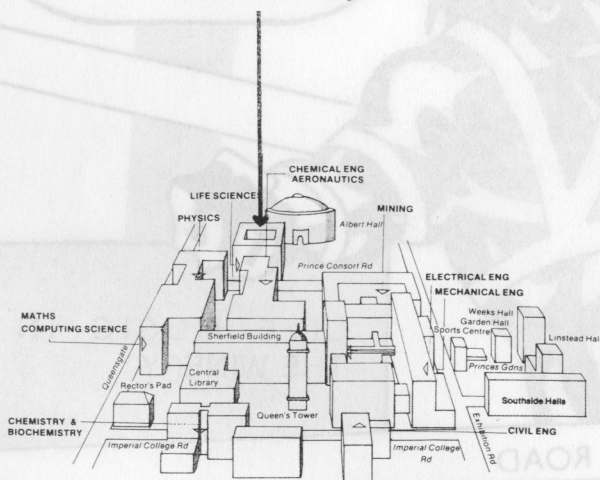 CHEMICAL ENG
AERONAUTICS
LIFE SCIENCES
MINING
PHYSICS
Albert Hall
Prince Consort Rd
ELECTRICAL ENG
MECHANICAL ENG
Weeks Hall
Garden Hall
Sports Centre
Linstead Hall
MATHS
COMPUTING SCIENCE
Sherfield Building
Princes Gdns
Queensgate
Rector's Pad
Central
Library
Southside Halls
Queen's Tower
CHEMISTRY &
BIOCHEMISTRY
CIVIL ENG
Exhibition Rd
Imperial College Rd
Imperial College
Rd
ROAD